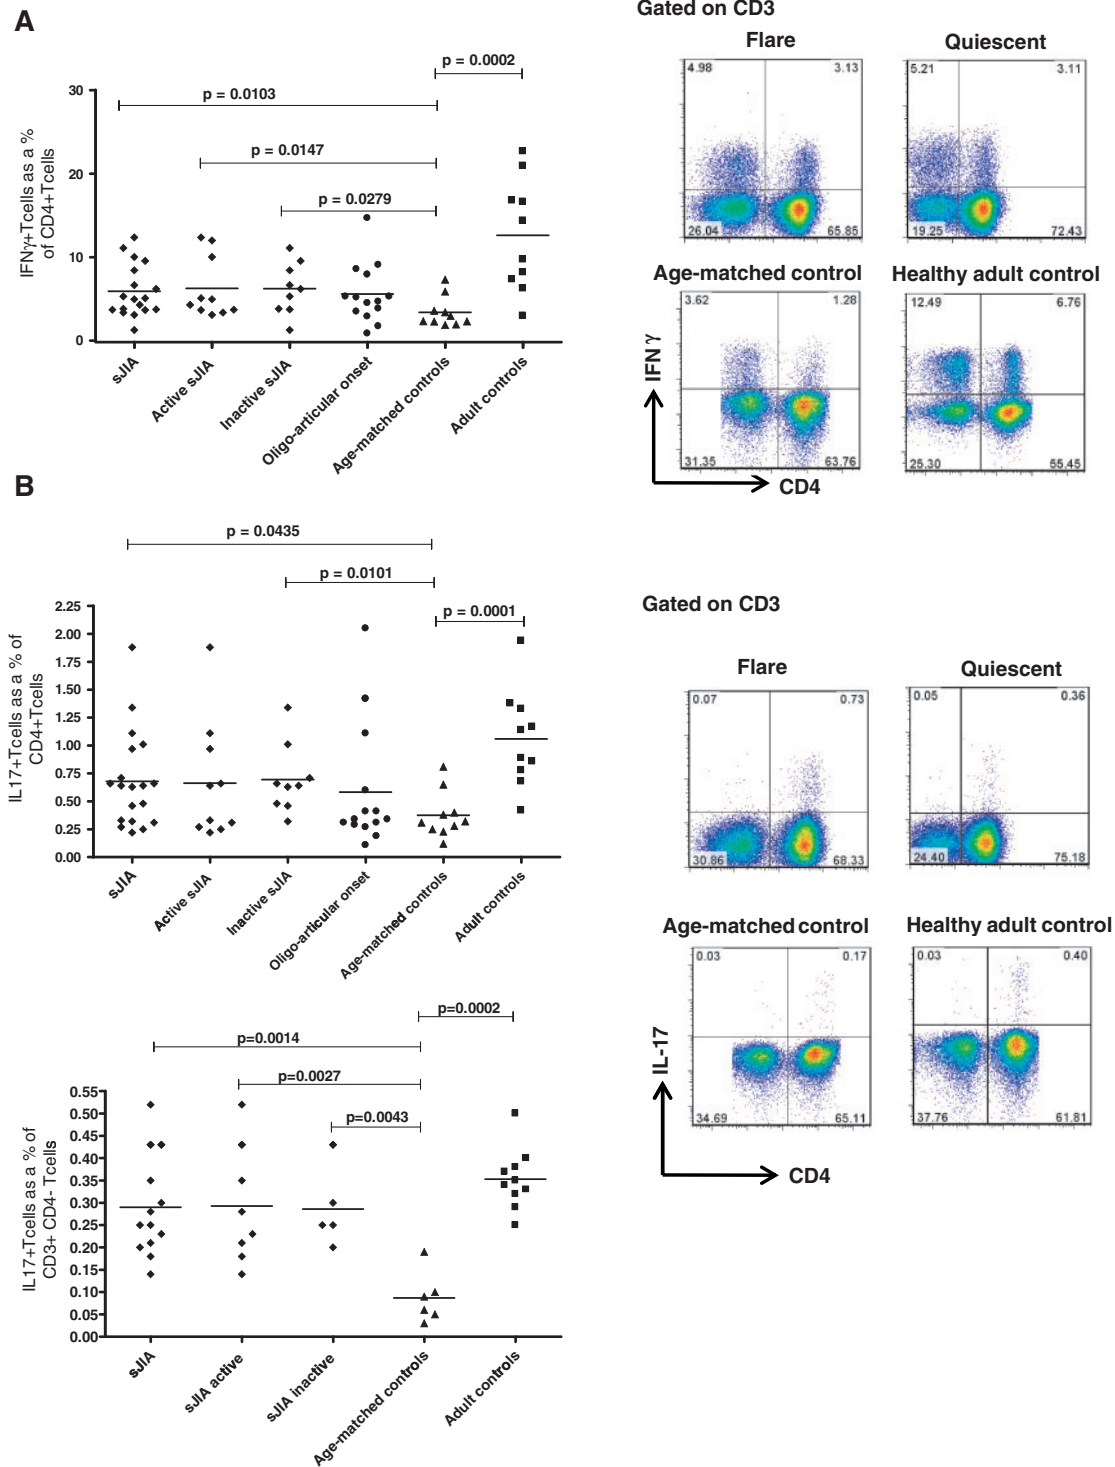 A
Gated on CD3
Flare
Quiescent
p = 0.0002
p = 0.0103
p = 0.0147
p = 0.0279
IFNγ+Tcells as a %
of CD4+Tcells
30
20
10
0
sJIA
Active sJIA
Inactive sJIA
Oligo-articular onset
Age-matched controls
Adult controls
4.98
3.13
26.04
65.85
5.21
3.11
19.25
72.43
Age-matched control
Healthy adult control
3.62
1.28
31.35
63.76
12.49
6.76
25.30
55.45
IFN γ
CD4
B
p = 0.0435
p = 0.0101
p = 0.0001
IL17+Tcells as a % of
CD4+Tcells
2.25
2.00
1.75
1.50
1.25
1.00
0.75
0.50
0.25
0.00
sJIA
Active sJIA
Inactive sJIA
Oligo-articular onset
Age-matched controls
Adult controls
Gated on CD3
Flare
Quiescent
0.07
0.73
30.86
68.33
0.05
0.36
24.40
75.18
Age-matched control
Healthy adult control
0.03
0.17
34.69
65.11
0.03
0.40
37.76
61.81
IL-17
CD4
p=0.0002
p=0.0014
p=0.0027
p=0.0043
IL17+Tcells as a % of
CD3+ CD4- Tcells
0.55
0.50
0.45
0.40
0.35
0.30
0.25
0.20
0.15
0.10
0.05
0.00
sJIA
sJIA active
sJIA inactive
Age-matched controls
Adult controls